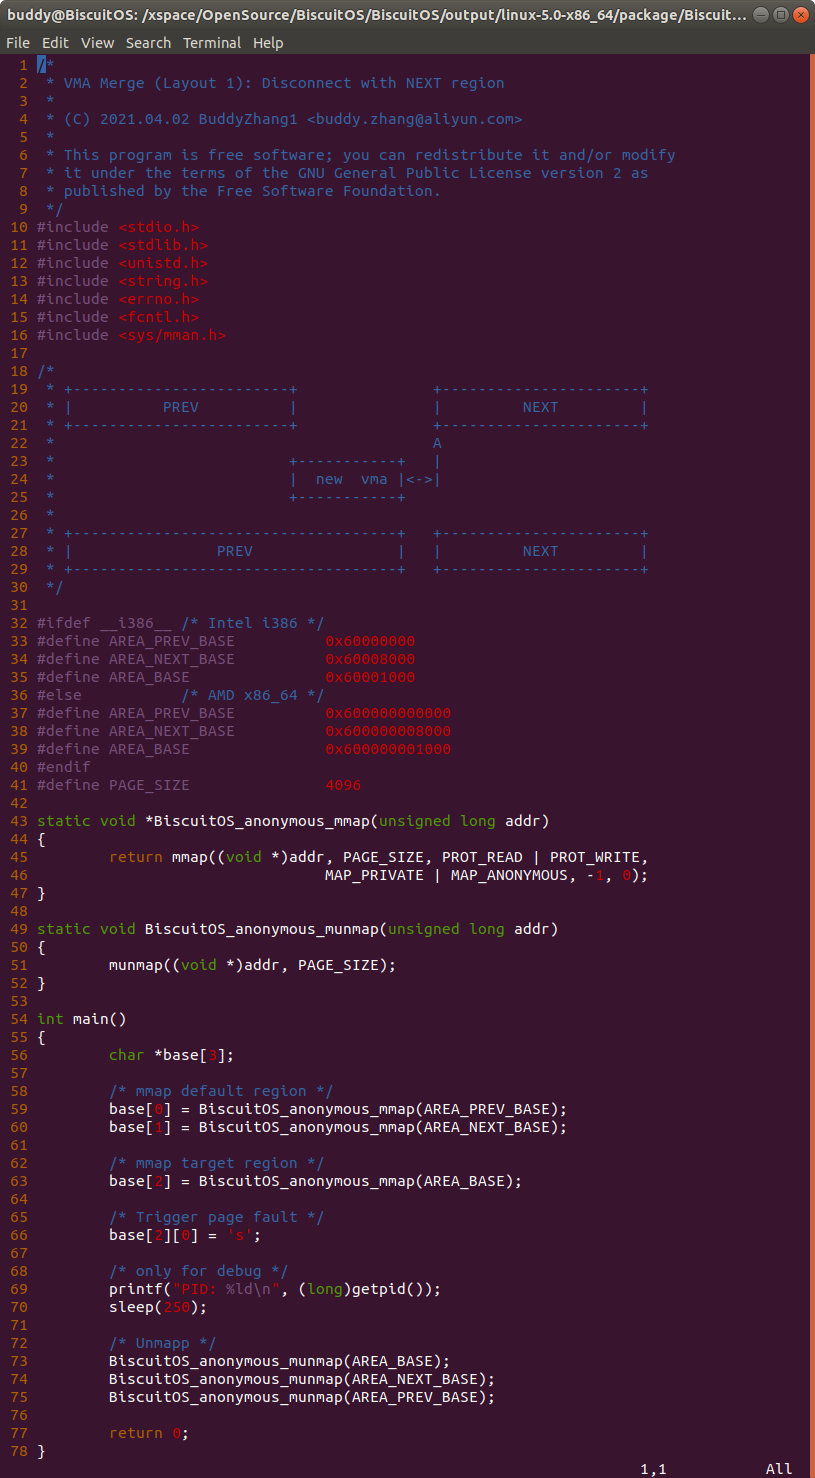 buddy@BiscuitOS: /xspace/OpenSource/BiscuitOS/BiscuitOS/output/linux-5.0-x86_64/package/Biscuit...
File Edit View Search Terminal Help
1 /*
2  * VMA Merge (Layout 1): Disconnect with NEXT region
3  *
4  * (C) 2021.04.02 BuddyZhang1 <buddy.zhang@aliyun.com>
5  *
6  * This program is free software; you can redistribute it and/or modify
7  * it under the terms of the GNU General Public License version 2 as
8  * published by the Free Software Foundation.
9  */
10 #include <stdio.h>
11 #include <stdlib.h>
12 #include <unistd.h>
13 #include <string.h>
14 #include <errno.h>
15 #include <fcntl.h>
16 #include <sys/mman.h>
17
18 /*
19  * +------------------------+               +----------------------+
20  * |          PREV          |               |         NEXT         |
21  * +------------------------+               +----------------------+
22  *                                          A
23  *                          +-----------+   |
24  *                          |  new  vma |<->|
25  *                          +-----------+
26  *
27  * +------------------------------------+   +----------------------+
28  * |                PREV                |   |         NEXT         |
29  * +------------------------------------+   +----------------------+
30  */
31
32 #ifdef __i386__ /* Intel i386 */
33 #define AREA_PREV_BASE          0x60000000
34 #define AREA_NEXT_BASE          0x60008000
35 #define AREA_BASE               0x60001000
36 #else           /* AMD x86_64 */
37 #define AREA_PREV_BASE          0x600000000000
38 #define AREA_NEXT_BASE          0x600000008000
39 #define AREA_BASE               0x600000001000
40 #endif
41 #define PAGE_SIZE               4096
42
43 static void *BiscuitOS_anonymous_mmap(unsigned long addr)
44 {
45         return mmap((void *)addr, PAGE_SIZE, PROT_READ | PROT_WRITE,
46                                 MAP_PRIVATE | MAP_ANONYMOUS, -1, 0);
47 }
48
49 static void BiscuitOS_anonymous_munmap(unsigned long addr)
50 {
51         munmap((void *)addr, PAGE_SIZE);
52 }
53
54 int main()
55 {
56         char *base[3];
57
58         /* mmap default region */
59         base[0] = BiscuitOS_anonymous_mmap(AREA_PREV_BASE);
60         base[1] = BiscuitOS_anonymous_mmap(AREA_NEXT_BASE);
61
62         /* mmap target region */
63         base[2] = BiscuitOS_anonymous_mmap(AREA_BASE);
64
65         /* Trigger page fault */
66         base[2][0] = 's';
67
68         /* only for debug */
69         printf("PID: %ld\n", (long)getpid());
70         sleep(250);
71
72         /* Unmapp */
73         BiscuitOS_anonymous_munmap(AREA_BASE);
74         BiscuitOS_anonymous_munmap(AREA_NEXT_BASE);
75         BiscuitOS_anonymous_munmap(AREA_PREV_BASE);
76
77         return 0;
78 }
1,1 All